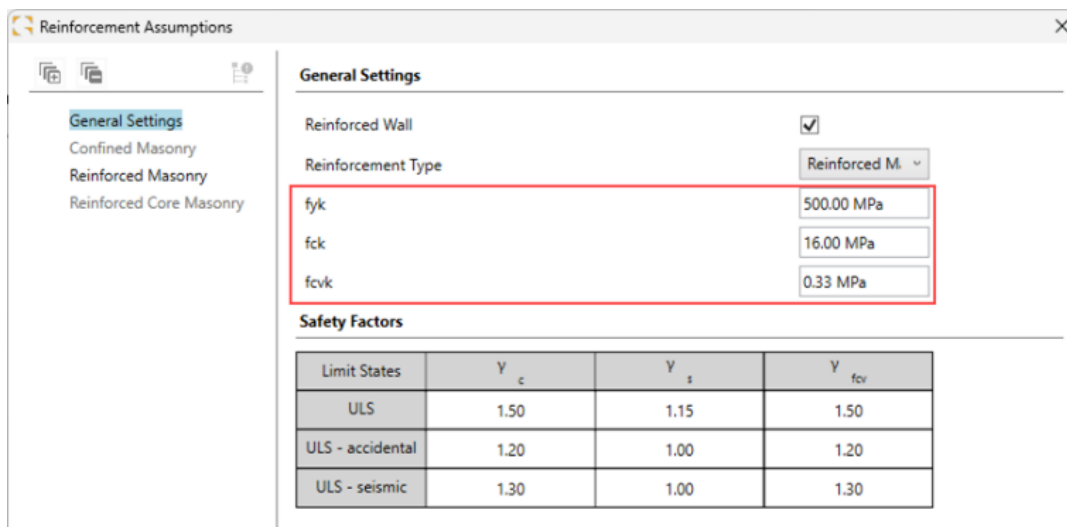 Reinforcement Assumptions
General Settings
Confined Masonry
Reinforced Masonry
Reinforced Core Masonry
General Settings
Reinforced Wall
Reinforcement Type Reinforced M
fyk 500.00 MPa
fck 16.00 MPa
fcvk 0.33 MPa
Safety Factors
Limit States γ c γ s γ fcv
ULS 1.50 1.15 1.50
ULS - accidental 1.20 1.00 1.20
ULS - seismic 1.30 1.00 1.30